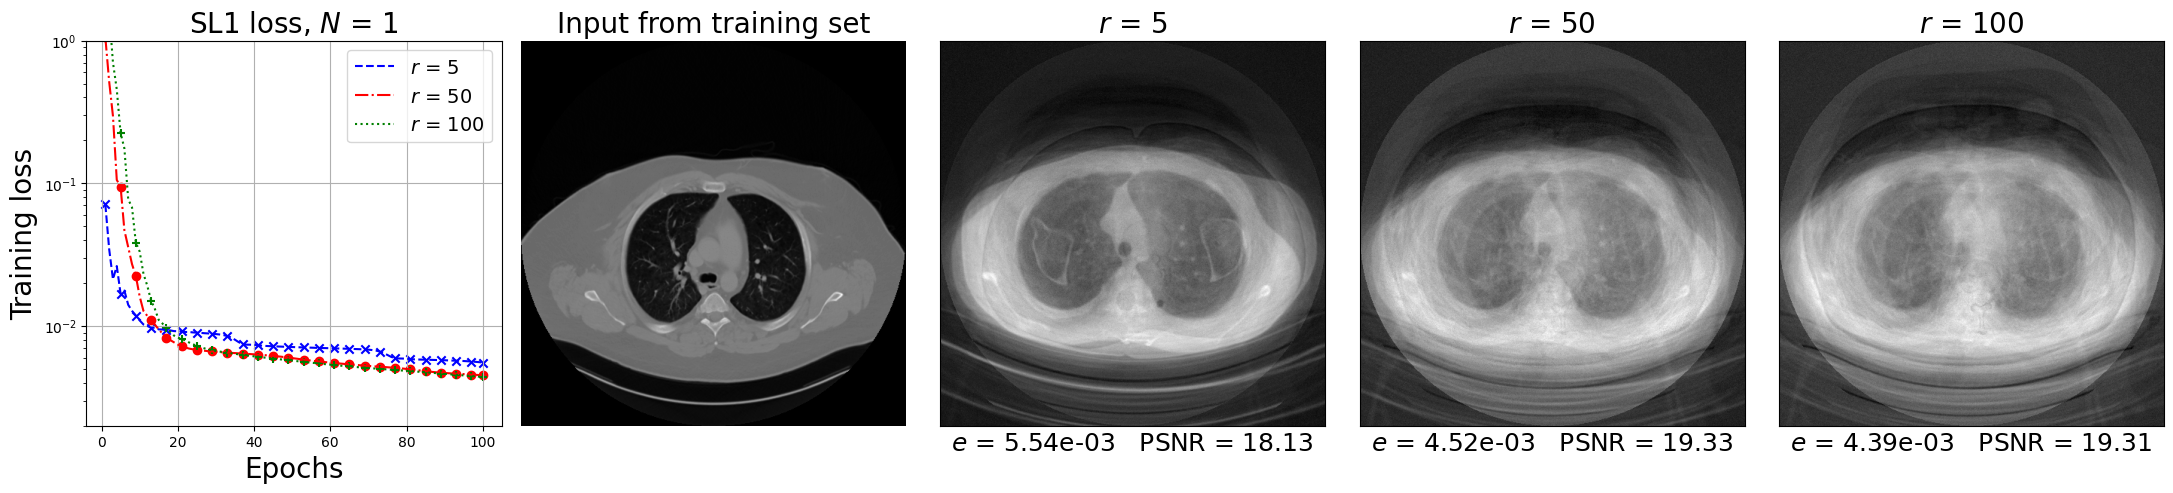 SL1 loss, N = 1
10⁰
10⁻¹
10⁻²
Training loss
0 20 40 60 80 100
Epochs
r = 5
r = 50
r = 100
Input from training set
r = 5
e = 5.54e-03 PSNR = 18.13
r = 50
e = 4.52e-03 PSNR = 19.33
r = 100
e = 4.39e-03 PSNR = 19.31